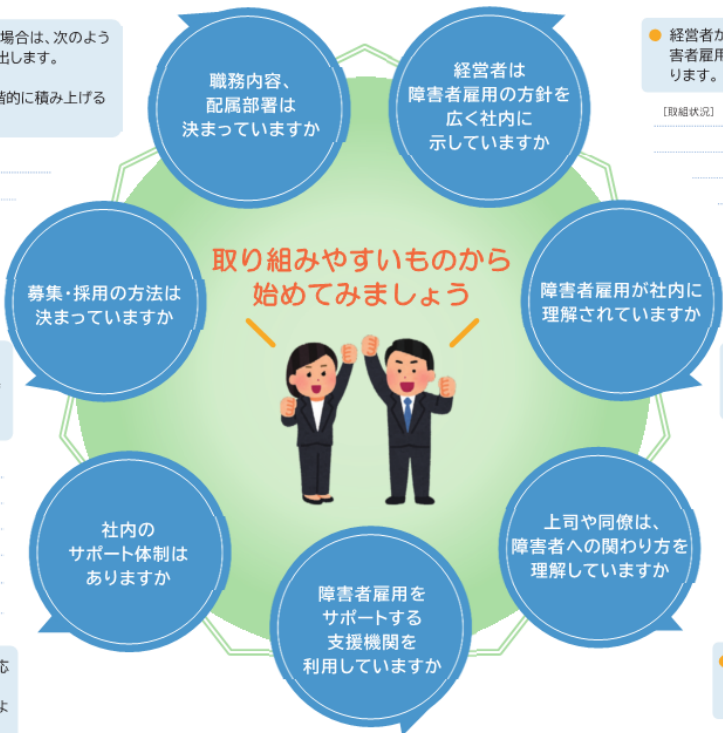 場合は、次のよう
出します。
階的に積み上げる
職務内容、
配属部署は
決まっていますか
経営者は
障害者雇用の方針を
広く社内に
示していますか
経営者が
害者雇用
ります。
[取組状況]
募集・採用の方法は
決まっていますか
取り組みやすいものから
始めてみましょう
障害者雇用が社内に
理解されていますか
社内の
サポート体制は
ありますか
障害者雇用を
サポートする
支援機関を
利用していますか
上司や同僚は、
障害者への関わり方を
理解していますか
応
よ